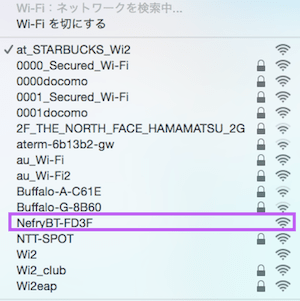 Wi-Fi：ネットワークを検索中...
Wi-Fi を切にする
at_STARBUCKS_Wi2
0000_Secured_Wi-Fi
0000docomo
0001_Secured_Wi-Fi
0001docomo
2F_THE_NORTH_FACE_HAMAMATSU_2G
aterm-6b13b2-gw
au_Wi-Fi
au_Wi-Fi2
Buffalo-A-C61E
Buffalo-G-8B60
NefryBT-FD3F
NTT-SPOT
Wi2
Wi2_club
Wi2eap